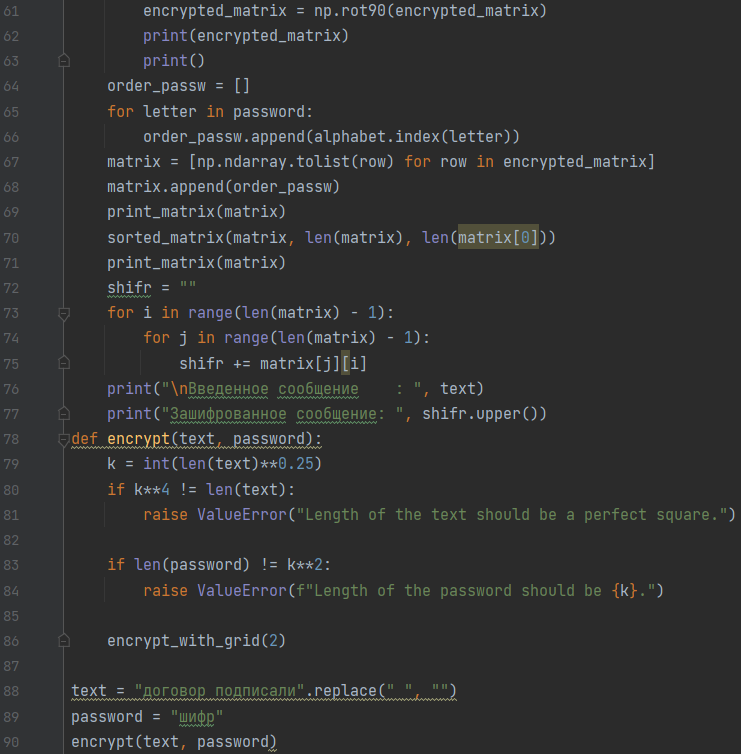 61 encrypted_matrix = np.rot90(encrypted_matrix)
62 print(encrypted_matrix)
63 print()
64 order_passw = []
65 for letter in password:
66 order_passw.append(alphabet.index(letter))
67 matrix = [np.ndarray.tolist(row) for row in encrypted_matrix]
68 matrix.append(order_passw)
69 print_matrix(matrix)
70 sorted_matrix(matrix, len(matrix), len(matrix[0]))
71 print_matrix(matrix)
72 shifr = ""
73 for i in range(len(matrix) - 1):
74 for j in range(len(matrix) - 1):
75 shifr += matrix[j][i]
76 print("\nВведенное сообщение    : ", text)
77 print("Зашифрованное сообщение: ", shifr.upper())
78 def encrypt(text, password):
79 k = int(len(text)**0.25)
80 if k**4 != len(text):
81 raise ValueError("Length of the text should be a perfect square.")
82
83 if len(password) != k**2:
84 raise ValueError(f"Length of the password should be {k}.")
85
86 encrypt_with_grid(2)
87
88 text = "договор подписали".replace(" ", "")
89 password = "шифр"
90 encrypt(text, password)